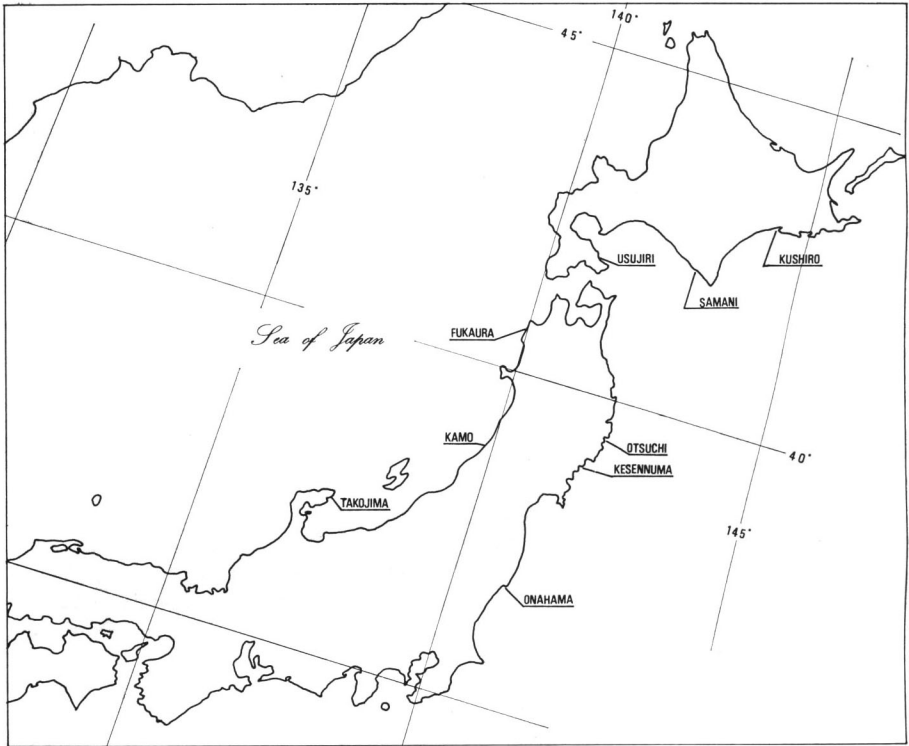 140°
45°
135°
USUJIRI
KUSHIRO
SAMANI
FUKAURA
Sea of Japan
KAMO
OTSUCHI
40°
KESENNUMA
TAKOJIMA
145°
ONAHAMA